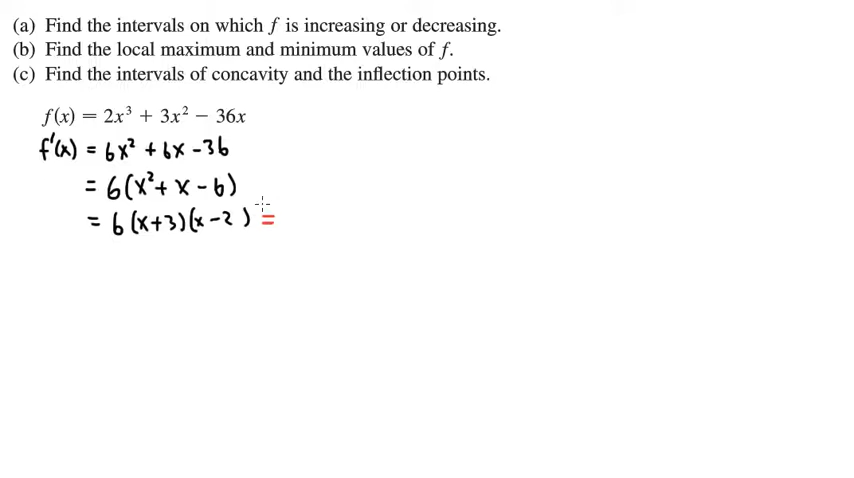 (a) Find the intervals on which f is increasing or decreasing.
(b) Find the local maximum and minimum values of f.
(c) Find the intervals of concavity and the inflection points.
f(x) = 2x³ + 3x² − 36x
f'(x) = 6x² + 6x − 36
= 6(x² + x − 6)
= 6(x+3)(x−2) =